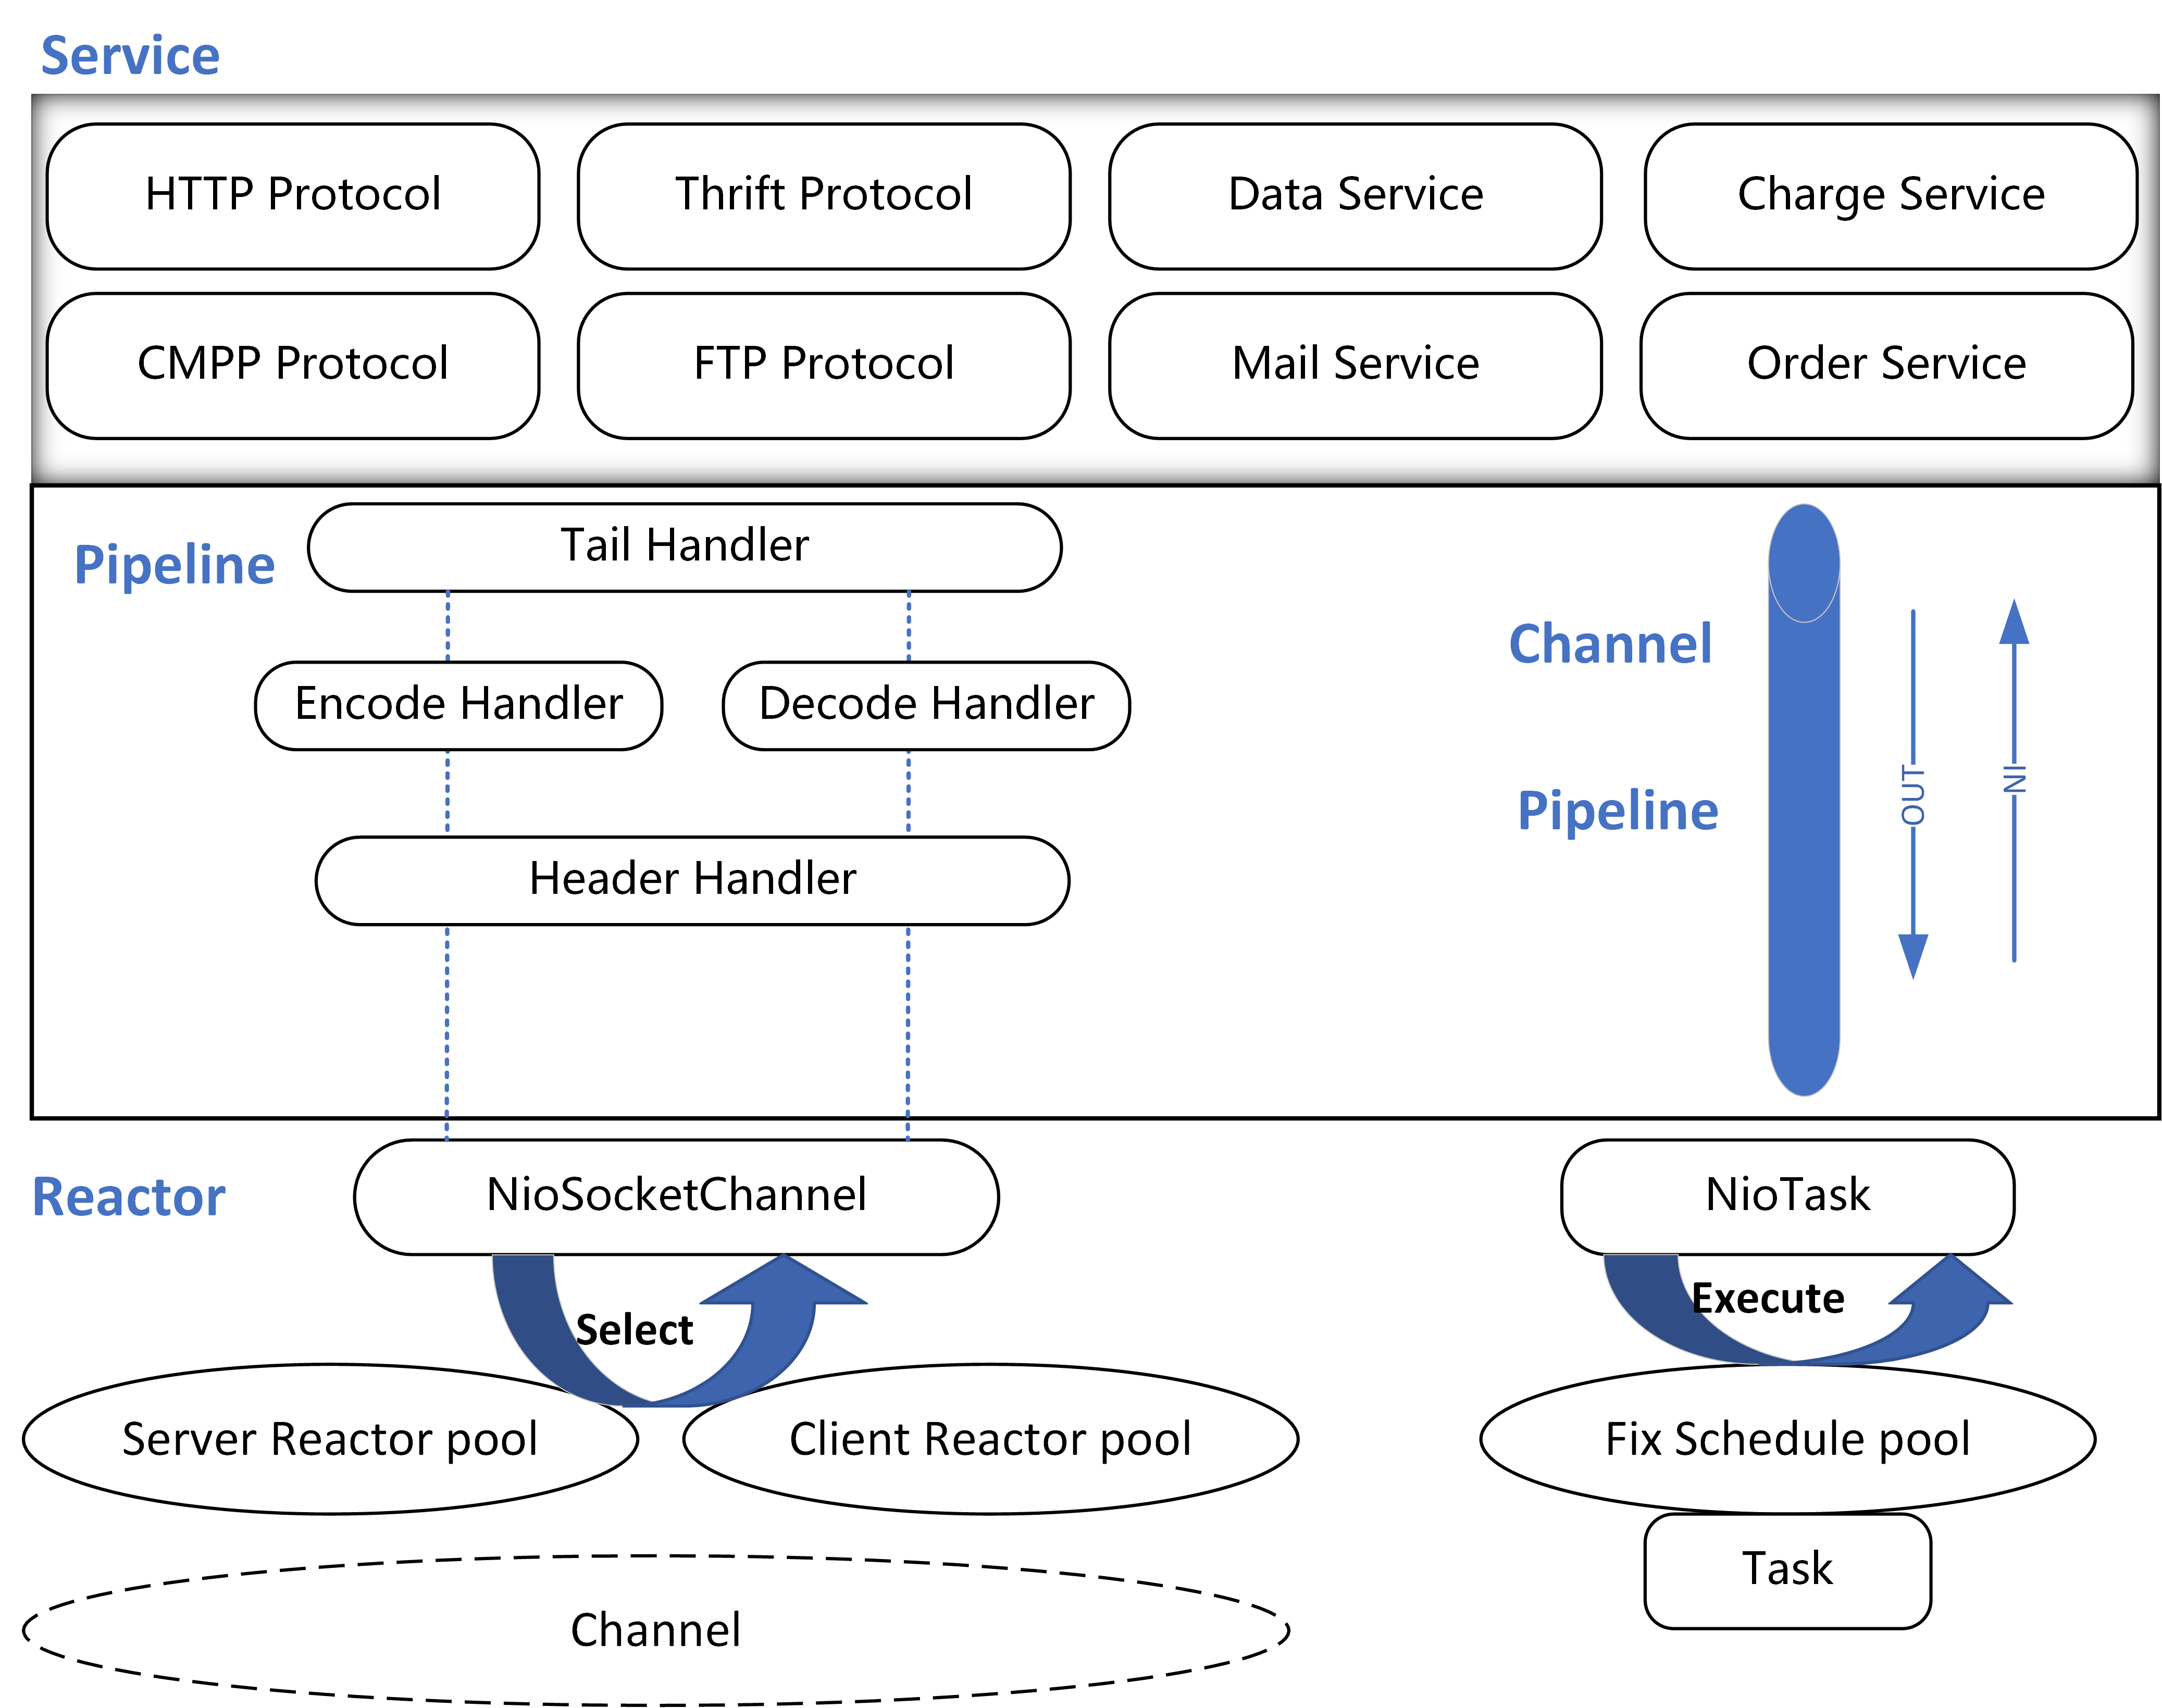 Service
HTTP Protocol
Thrift Protocol
Data Service
Charge Service
CMPP Protocol
FTP Protocol
Mail Service
Order Service
Pipeline
Tail Handler
Encode Handler
Decode Handler
Header Handler
Channel
Pipeline
OUT
IN
Reactor
NioSocketChannel
NioTask
Select
Execute
Server Reactor pool
Client Reactor pool
Fix Schedule pool
Task
Channel